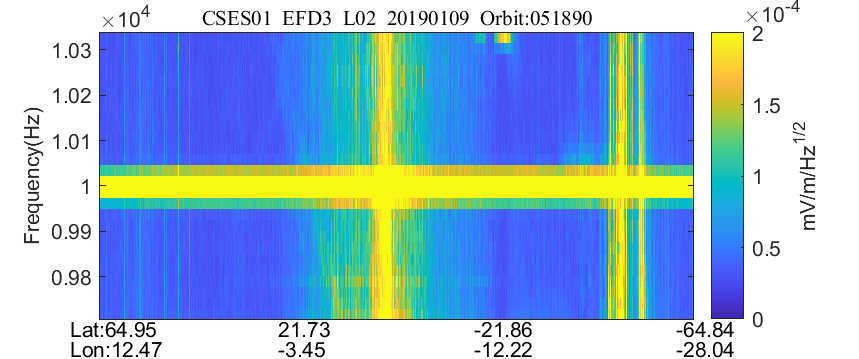 CSES01 EFD3 L02 20190109 Orbit:051890
×10⁴
×10⁻⁴
1.03
1.02
1.01
1
0.99
0.98
Frequency(Hz)
2
1.5
1
0.5
0
mV/m/Hz^1/2
Lat:64.95 21.73 -21.86 -64.84
Lon:12.47 -3.45 -12.22 -28.04